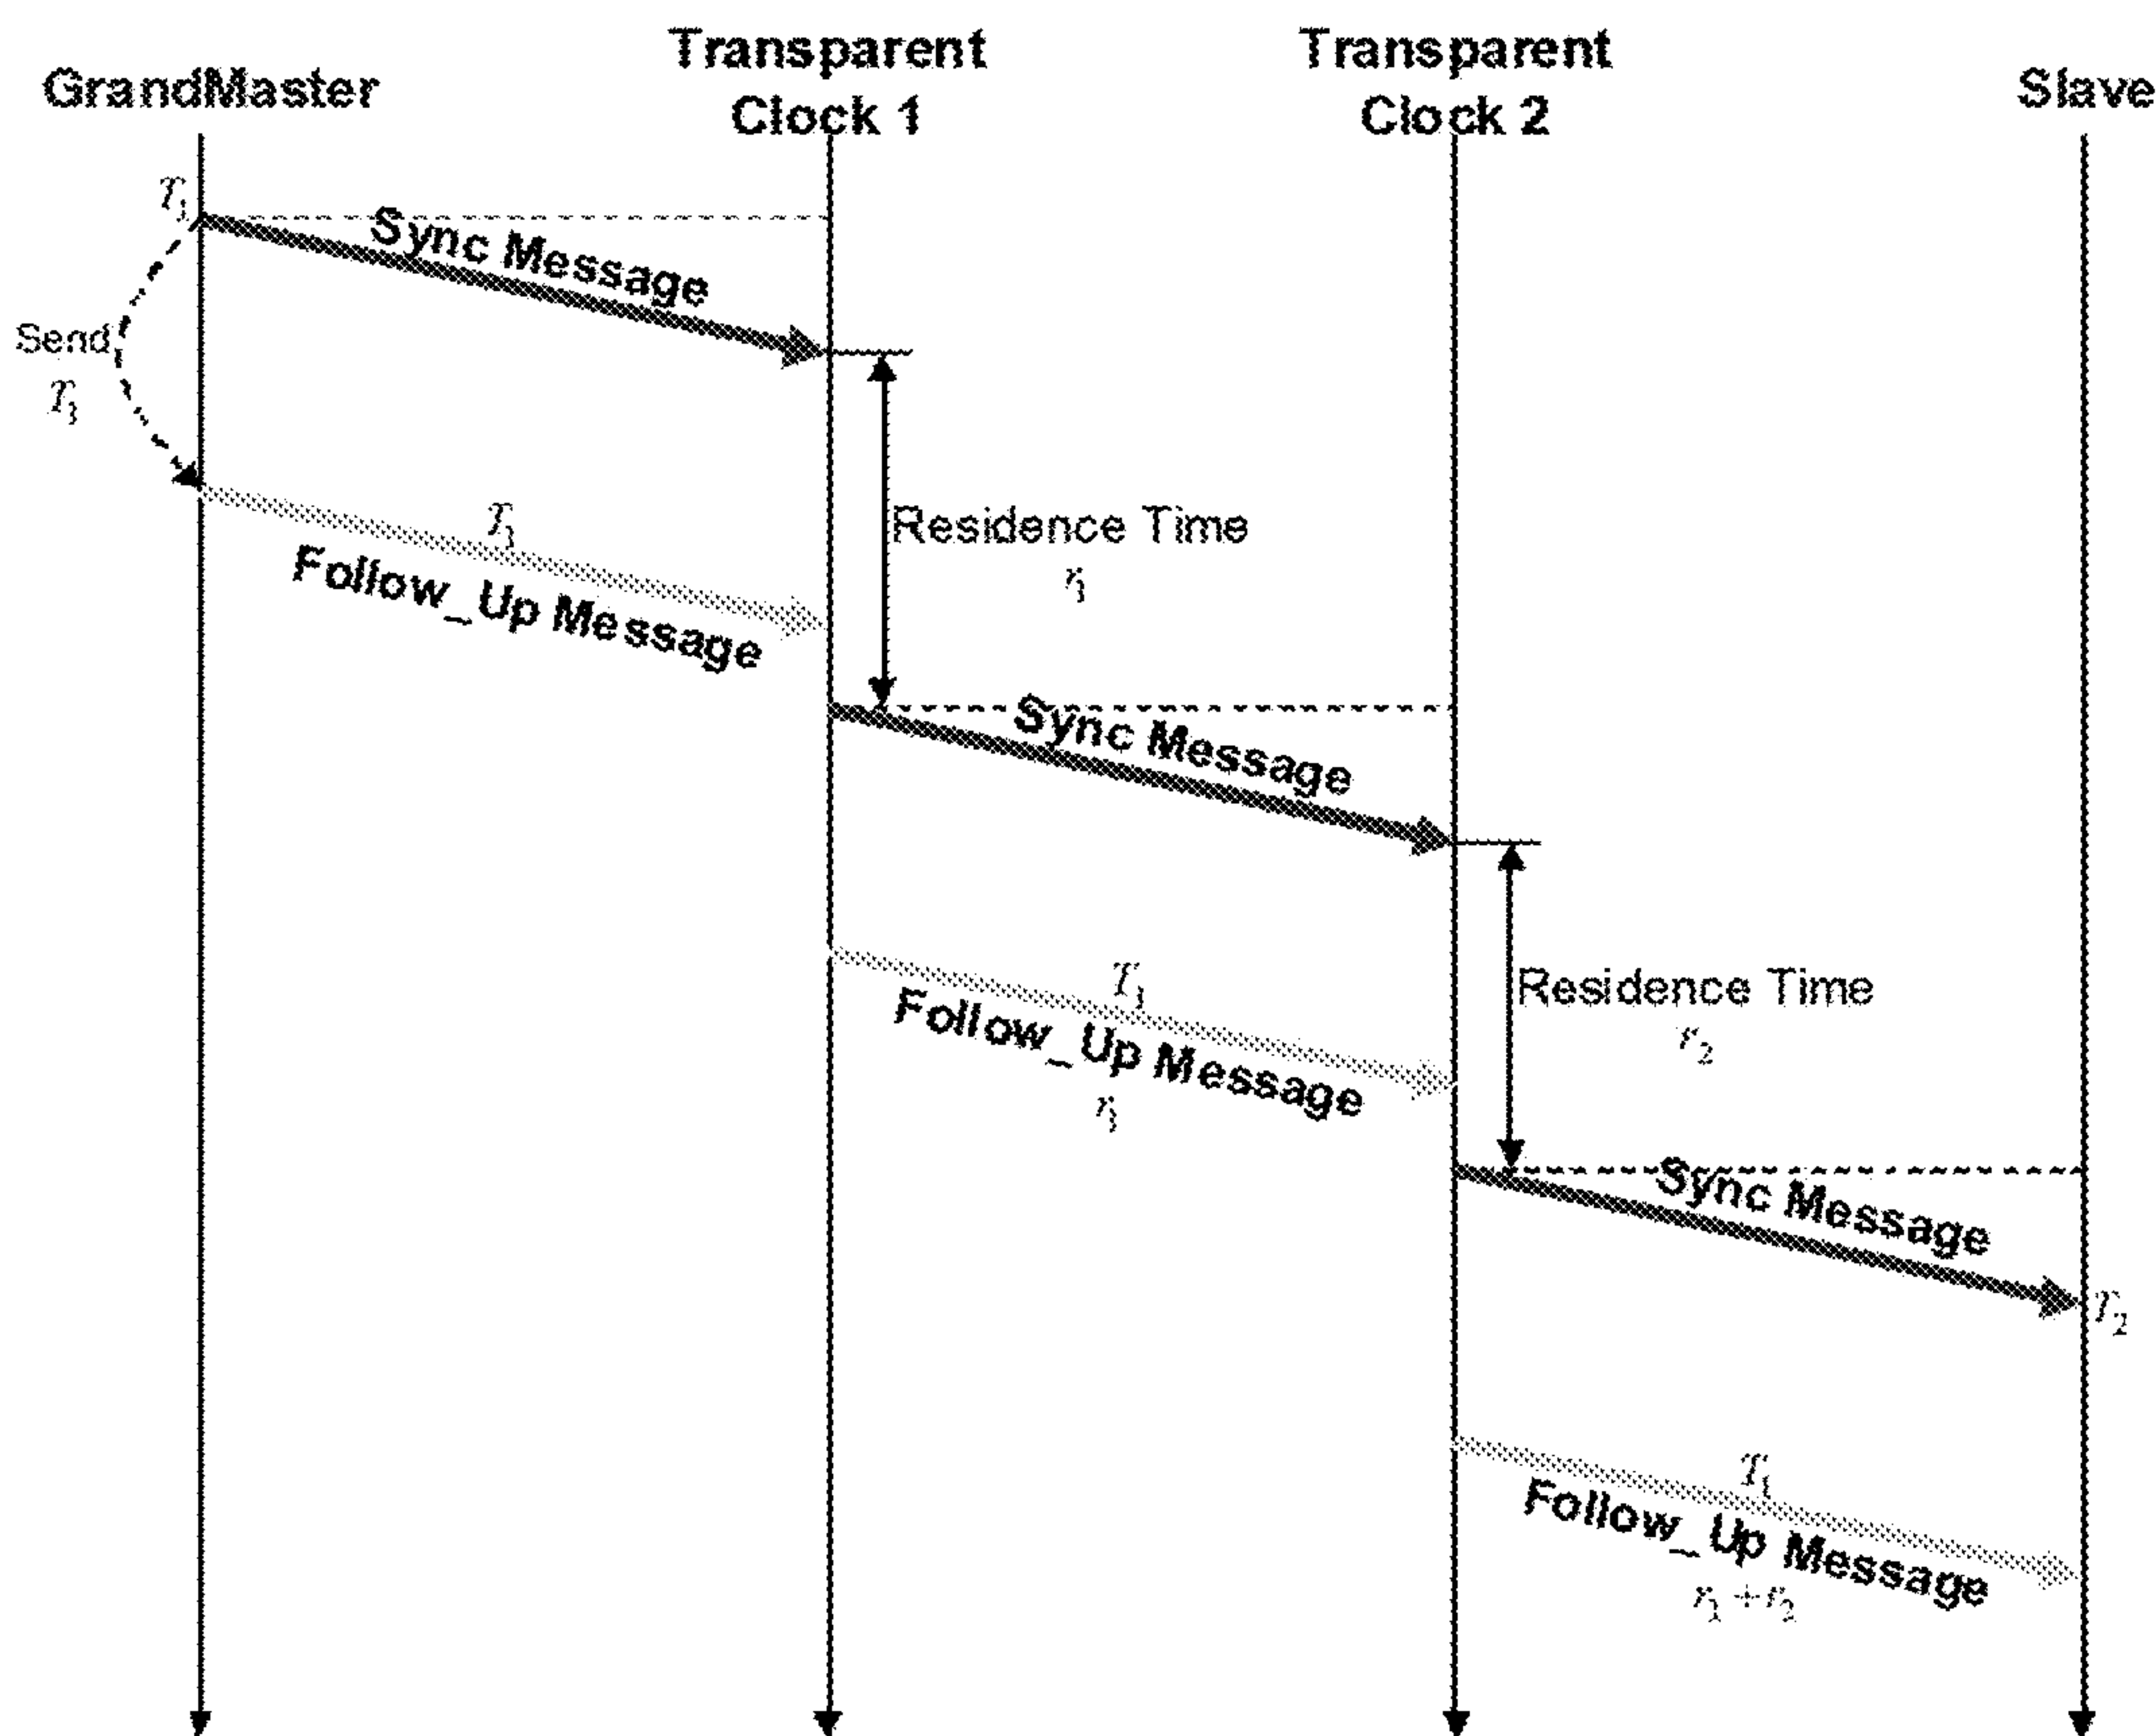 GrandMaster
Transparent
Clock 1
Transparent
Clock 2
Slave
T₁
Sync Message
Send
T₁
T₁
Follow_Up Message
Residence Time
r₁
Sync Message
T₁
Follow_Up Message
r₁
Residence Time
r₂
Sync Message
T₂
T₁
Follow_Up Message
r₁ + r₂